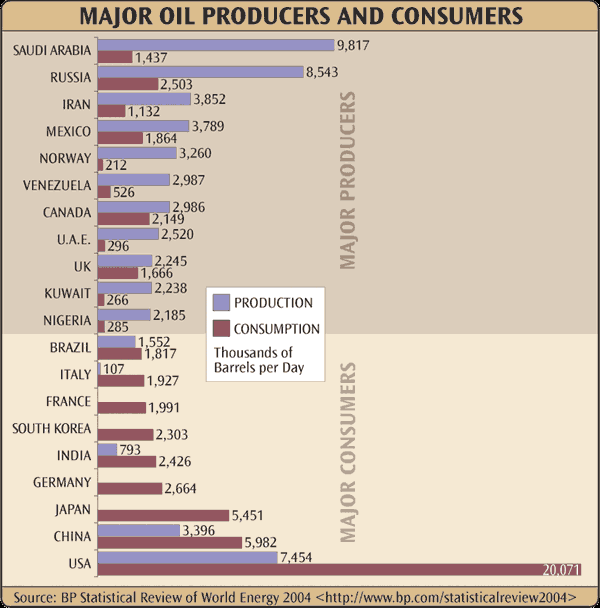 MAJOR OIL PRODUCERS AND CONSUMERS
SAUDI ARABIA 9,817
1,437
RUSSIA 8,543
2,503
IRAN 3,852
1,132
MEXICO 3,789
1,864
NORWAY 3,260
212
VENEZUELA 2,987
526
CANADA 2,986
2,149
U.A.E. 2,520
296
UK 2,245
1,666
KUWAIT 2,238
266
NIGERIA 2,185
285
MAJOR PRODUCERS
PRODUCTION
CONSUMPTION
Thousands of
Barrels per Day
BRAZIL 1,552
1,817
ITALY 107
1,927
FRANCE 1,991
SOUTH KOREA 2,303
INDIA 793
2,426
GERMANY 2,664
JAPAN 5,451
CHINA 3,396
5,982
USA 7,454
20,071
MAJOR CONSUMERS
Source: BP Statistical Review of World Energy 2004 <http://www.bp.com/statisticalreview2004>